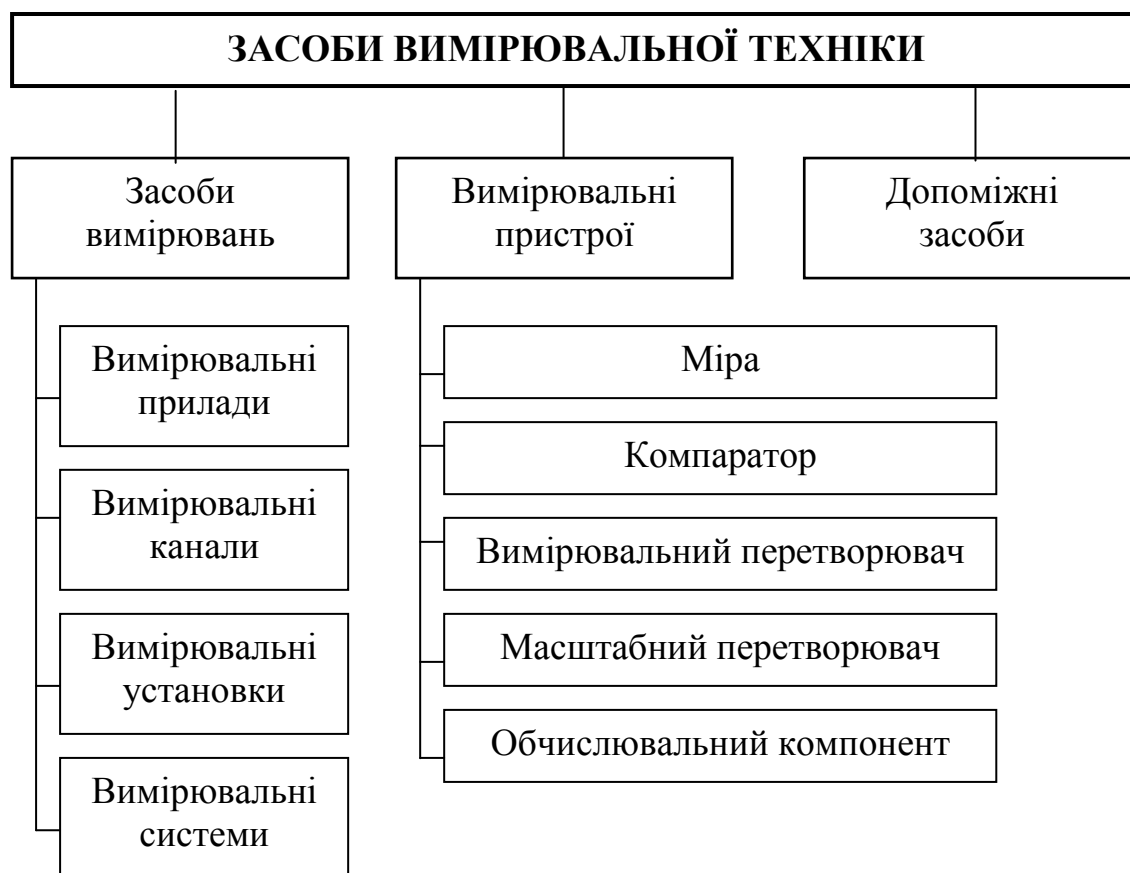 ЗАСОБИ ВИМІРЮВАЛЬНОЇ ТЕХНІКИ
Засоби
вимірювань
Вимірювальні
прилади
Вимірювальні
канали
Вимірювальні
установки
Вимірювальні
системи
Вимірювальні
пристрої
Міра
Компаратор
Вимірювальний перетворювач
Масштабний перетворювач
Обчислювальний компонент
Допоміжні
засоби